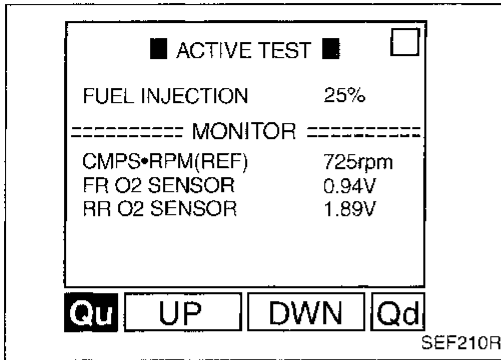 ■ ACTIVE TEST ■ □
FUEL INJECTION 25%
========= MONITOR =========
CMPS•RPM(REF) 725rpm
FR O2 SENSOR 0.94V
RR O2 SENSOR 1.89V
Qu UP DWN Qd
SEF210R